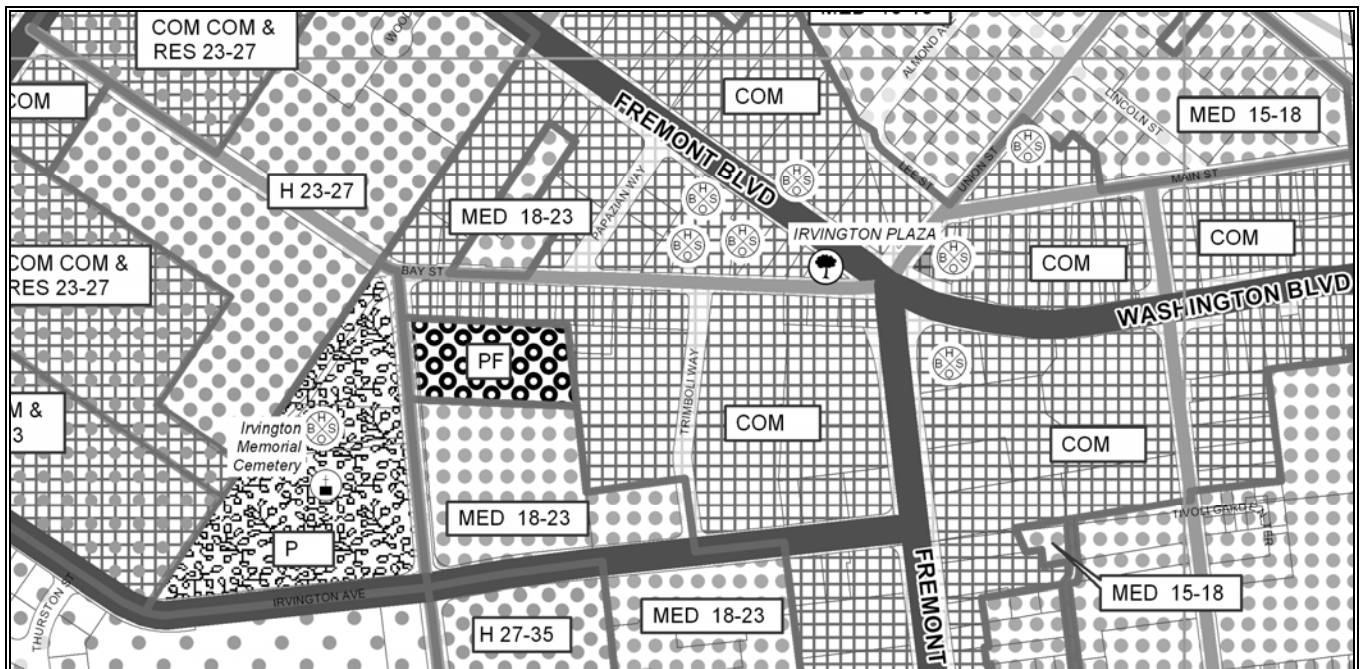 COM COM &
RES 23-27
WOOD
COM
H 23-27
COM COM &
RES 23-27
M &
3
MED 18-23
PAPAZIAN WAY
BAY ST
FREMONT BLVD
COM
ALMOND A
LINCOLN ST
MED 15-18
LEE ST
UNION ST
MAIN ST
H
B S
O
H
B S
O
H
B S
O
H
B S
O
H
B S
O
H
B S
O
H
B S
O
H
B S
O
IRVINGTON PLAZA
COM
COM
WASHINGTON BLVD
PF
TRIMBOLI WAY
COM
COM
Irvington
Memorial
Cemetery
MED 18-23
P
IRVINGTON AVE
THURSTON ST
H 27-35
MED 18-23
FREMONT
MED 15-18